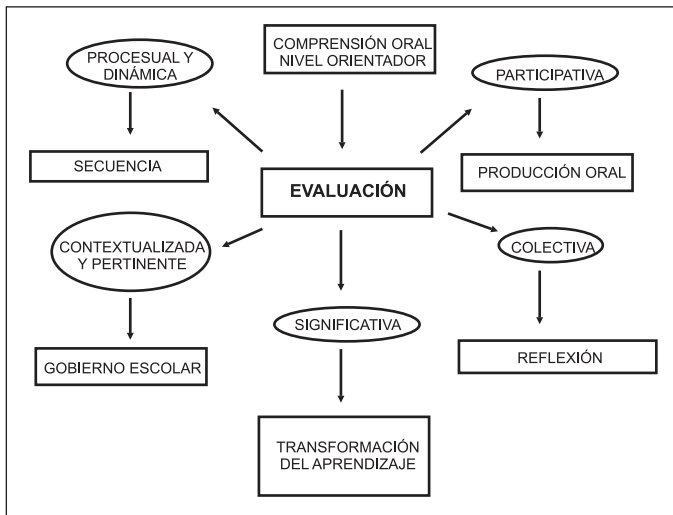 PROCESUAL Y
DINÁMICA
COMPRENSIÓN ORAL
NIVEL ORIENTADOR
PARTICIPATIVA
SECUENCIA
EVALUACIÓN
PRODUCCIÓN ORAL
CONTEXTUALIZADA
Y PERTINENTE
COLECTIVA
SIGNIFICATIVA
GOBIERNO ESCOLAR
REFLEXIÓN
TRANSFORMACIÓN
DEL APRENDIZAJE